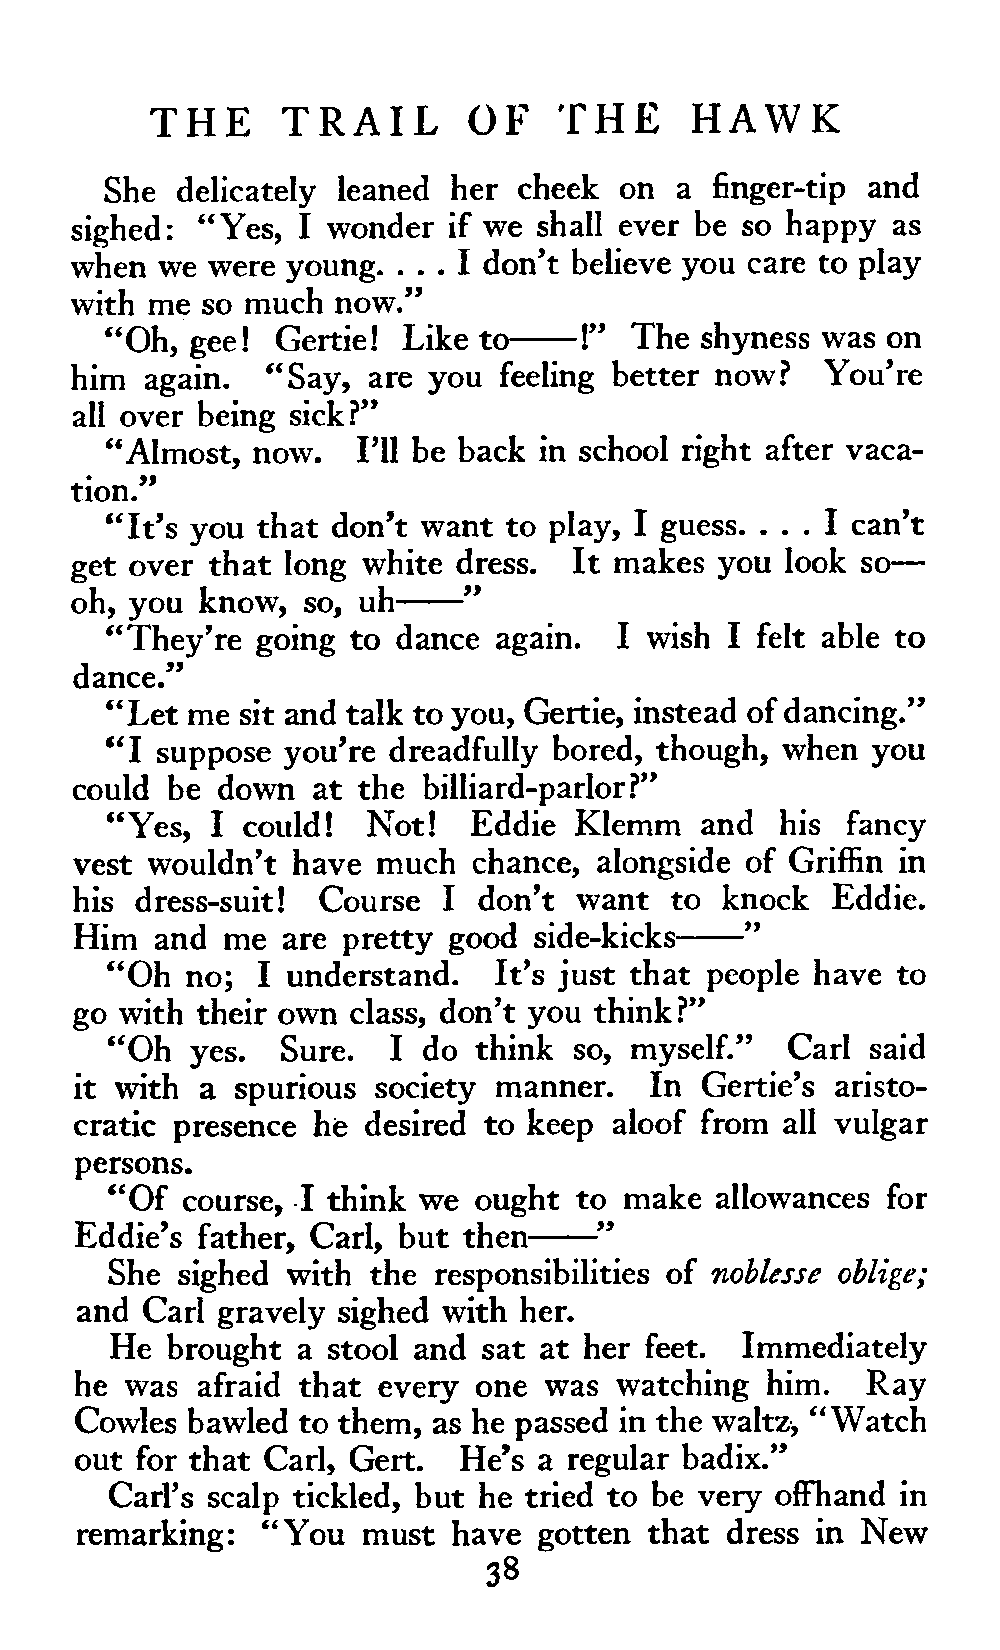 THE TRAIL OF THE HAWK
She delicately leaned her cheek on a finger-tip and
sighed: “Yes, I wonder if we shall ever be so happy as
when we were young. . . . I don’t believe you care to play
with me so much now.”
“Oh, gee! Gertie! Like to——!” The shyness was on
him again. “Say, are you feeling better now? You’re
all over being sick?”
“Almost, now. I’ll be back in school right after vaca-
tion.”
“It’s you that don’t want to play, I guess. . . . I can’t
get over that long white dress. It makes you look so—
oh, you know, so, uh——”
“They’re going to dance again. I wish I felt able to
dance.”
“Let me sit and talk to you, Gertie, instead of dancing.”
“I suppose you’re dreadfully bored, though, when you
could be down at the billiard-parlor?”
“Yes, I could! Not! Eddie Klemm and his fancy
vest wouldn’t have much chance, alongside of Griffin in
his dress-suit! Course I don’t want to knock Eddie.
Him and me are pretty good side-kicks——”
“Oh no; I understand. It’s just that people have to
go with their own class, don’t you think?”
“Oh yes. Sure. I do think so, myself.” Carl said
it with a spurious society manner. In Gertie’s aristo-
cratic presence he desired to keep aloof from all vulgar
persons.
“Of course, I think we ought to make allowances for
Eddie’s father, Carl, but then——”
She sighed with the responsibilities of noblesse oblige;
and Carl gravely sighed with her.
He brought a stool and sat at her feet. Immediately
he was afraid that every one was watching him. Ray
Cowles bawled to them, as he passed in the waltz, “Watch
out for that Carl, Gert. He’s a regular badix.”
Carl’s scalp tickled, but he tried to be very offhand in
remarking: “You must have gotten that dress in New
38